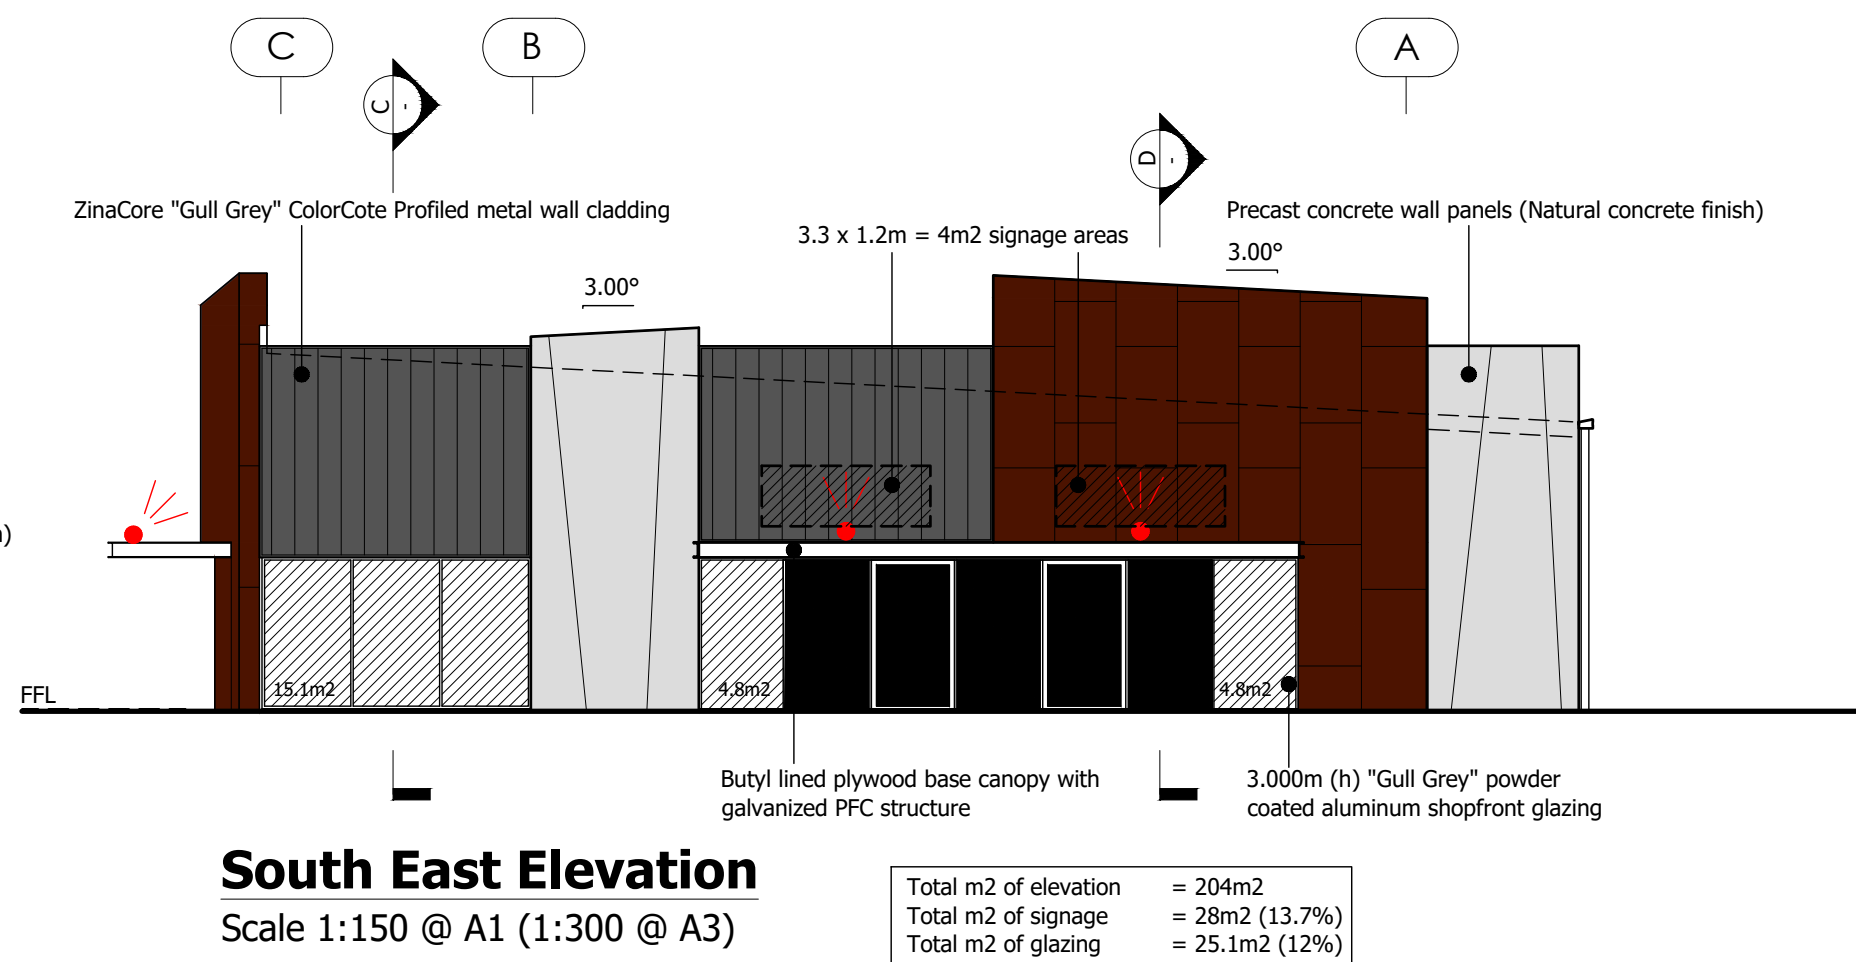 C
B
A
C
-
D
-
ZinaCore "Gull Grey" ColorCote Profiled metal wall cladding
3.3 x 1.2m = 4m2 signage areas
Precast concrete wall panels (Natural concrete finish)
3.00°
3.00°
)
FFL
15.1m2
4.8m2
4.8m2
Butyl lined plywood base canopy with
galvanized PFC structure
3.000m (h) "Gull Grey" powder
coated aluminum shopfront glazing
South East Elevation
Scale 1:150 @ A1 (1:300 @ A3)
Total m2 of elevation = 204m2
Total m2 of signage = 28m2 (13.7%)
Total m2 of glazing = 25.1m2 (12%)